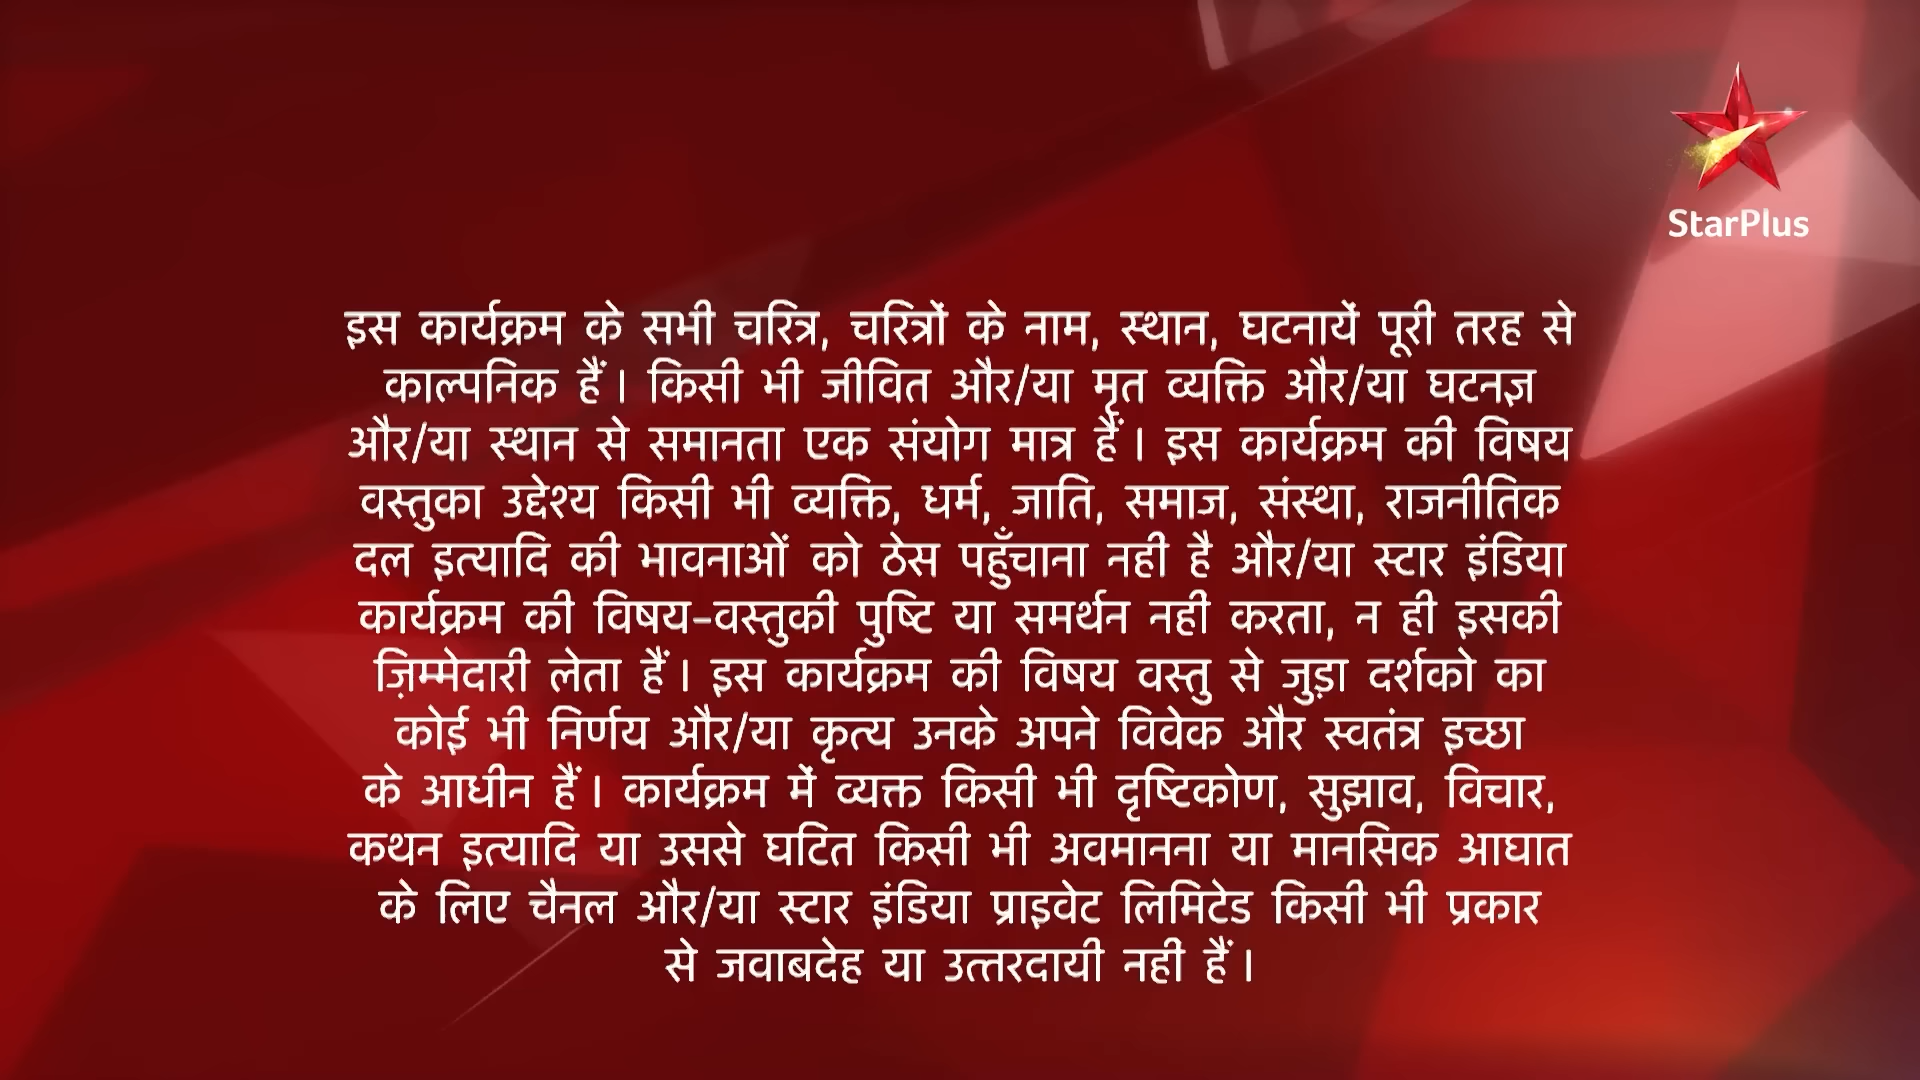 StarPlus
इस कार्यक्रम के सभी चरित्र, चरित्रों के नाम, स्थान, घटनायें पूरी तरह से
काल्पनिक हैं। किसी भी जीवित और/या मृत व्यक्ति और/या घटनज्ञ
और/या स्थान से समानता एक संयोग मात्र हैं। इस कार्यक्रम की विषय
वस्तुका उद्देश्य किसी भी व्यक्ति, धर्म, जाति, समाज, संस्था, राजनीतिक
दल इत्यादि की भावनाओं को ठेस पहुँचाना नही है और/या स्टार इंडिया
कार्यक्रम की विषय-वस्तुकी पुष्टि या समर्थन नही करता, न ही इसकी
ज़िम्मेदारी लेता हैं। इस कार्यक्रम की विषय वस्तु से जुड़ा दर्शको का
कोई भी निर्णय और/या कृत्य उनके अपने विवेक और स्वतंत्र इच्छा
के आधीन हैं। कार्यक्रम में व्यक्त किसी भी दृष्टिकोण, सुझाव, विचार,
कथन इत्यादि या उससे घटित किसी भी अवमानना या मानसिक आघात
के लिए चैनल और/या स्टार इंडिया प्राइवेट लिमिटेड किसी भी प्रकार
से जवाबदेह या उत्तरदायी नही हैं।